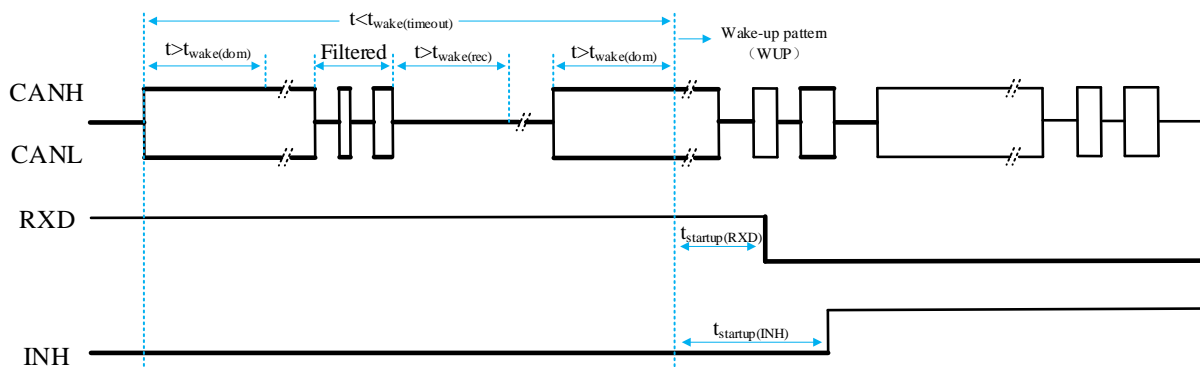 t<twake(timeout)
Wake-up pattern
（WUP）
t>twake(dom)
Filtered
t>twake(rec)
t>twake(dom)
CANH
CANL
RXD
tstartup(RXD)
tstartup(INH)
INH